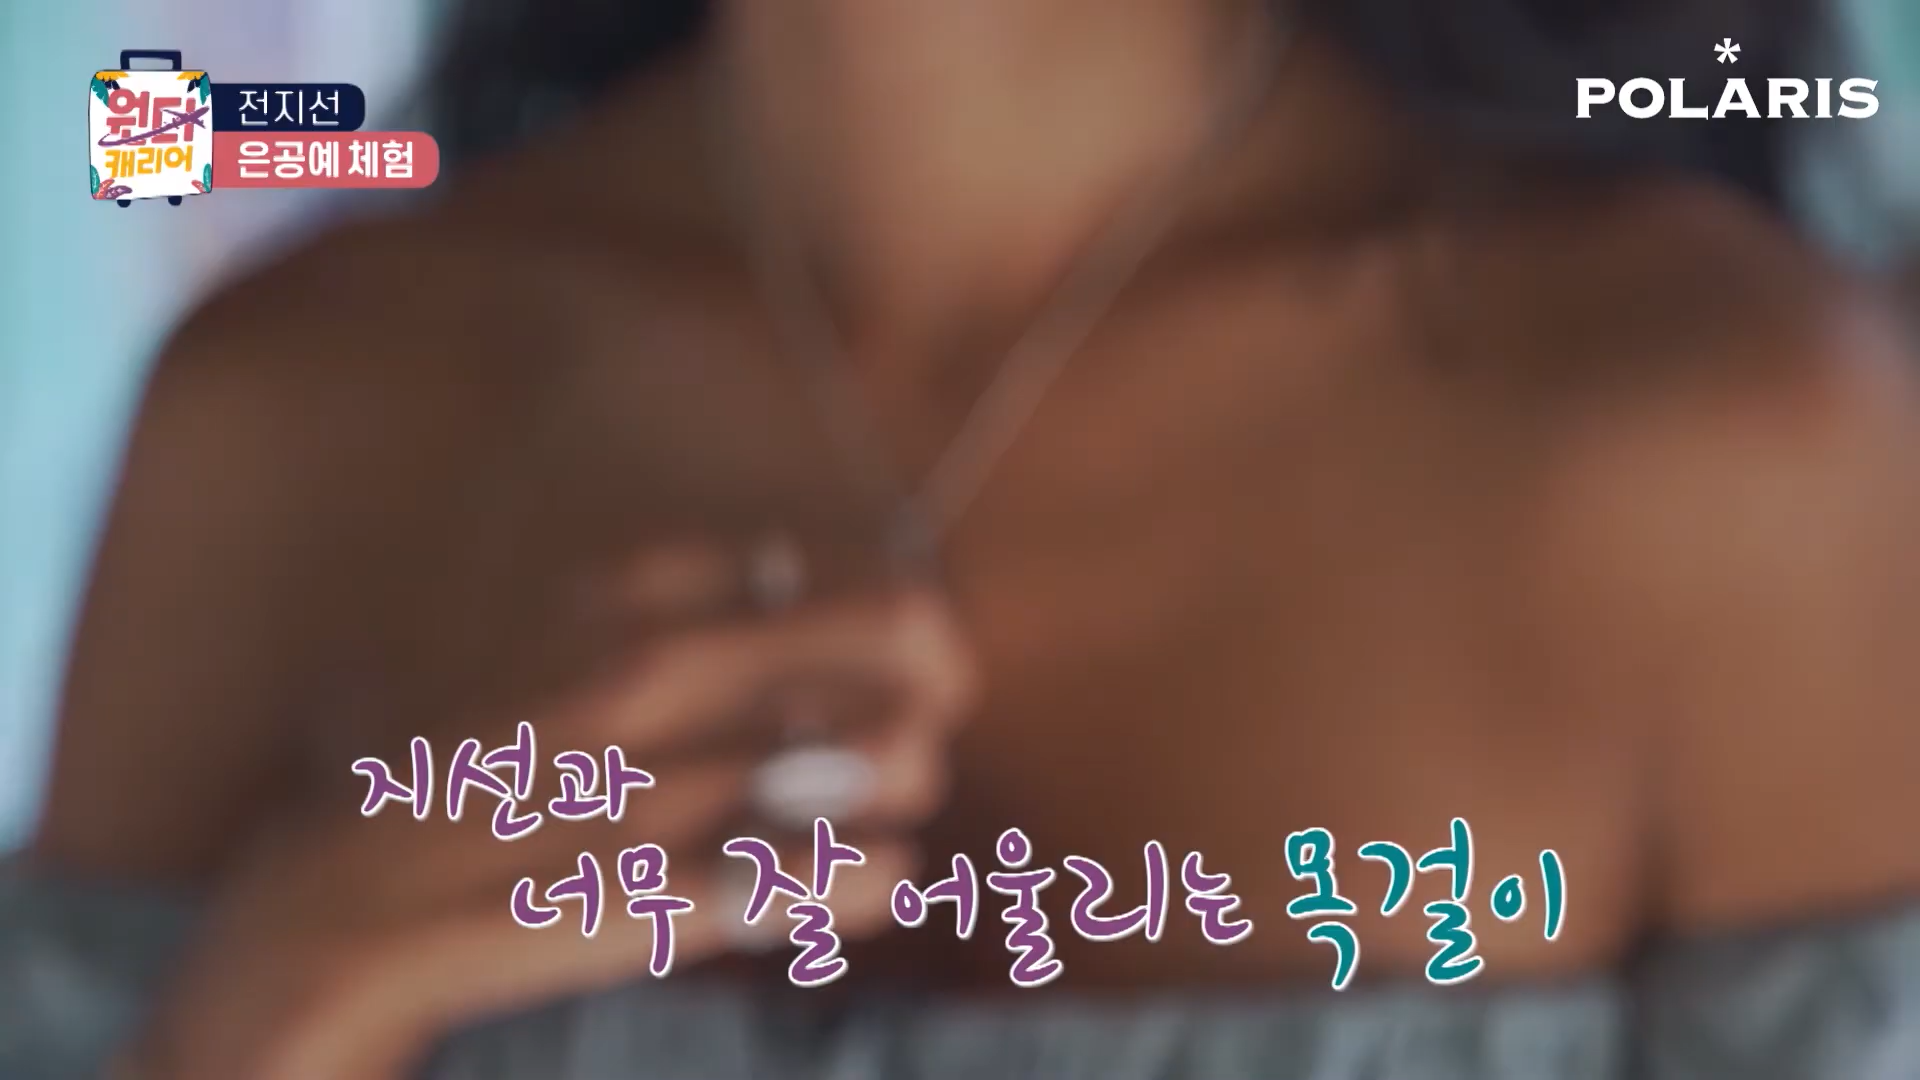 원더
캐리어
전지선
은공예 체험
POLARIS
지선과
너무 잘 어울리는 목걸이